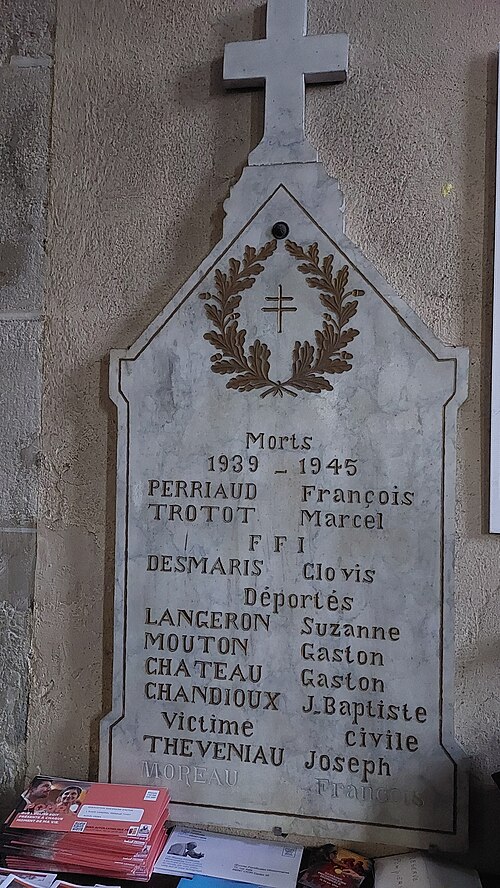 Morts
1939 - 1945
PERRIAUD François
TROTOT Marcel
F F I
DESMARIS Clovis
Déportés
LANGERON Suzanne
MOUTON Gaston
CHATEAU Gaston
CHANDIOUX J.Baptiste
Victime civile
THEVENIAU Joseph
MOREAU François